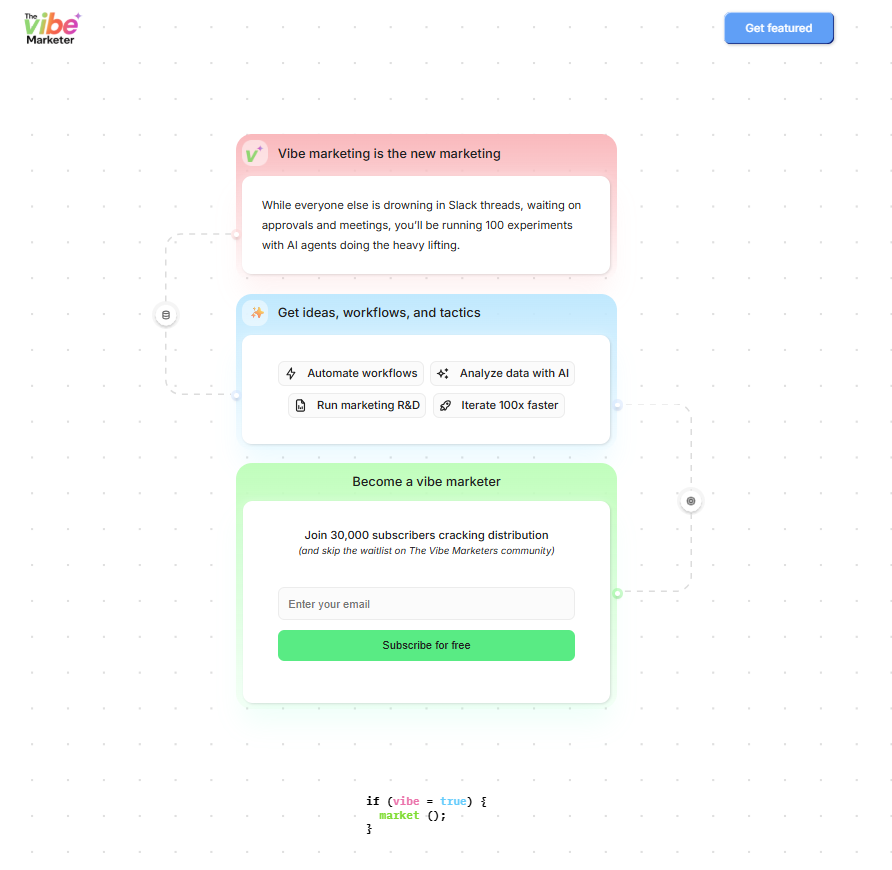 The
vibe
Marketer
Get featured
Vibe marketing is the new marketing
While everyone else is drowning in Slack threads, waiting on
approvals and meetings, you’ll be running 100 experiments
with AI agents doing the heavy lifting.
Get ideas, workflows, and tactics
Automate workflows
Analyze data with AI
Run marketing R&D
Iterate 100x faster
Become a vibe marketer
Join 30,000 subscribers cracking distribution
(and skip the waitlist on The Vibe Marketers community)
Enter your email
Subscribe for free
if (vibe = true) {
market ();
}